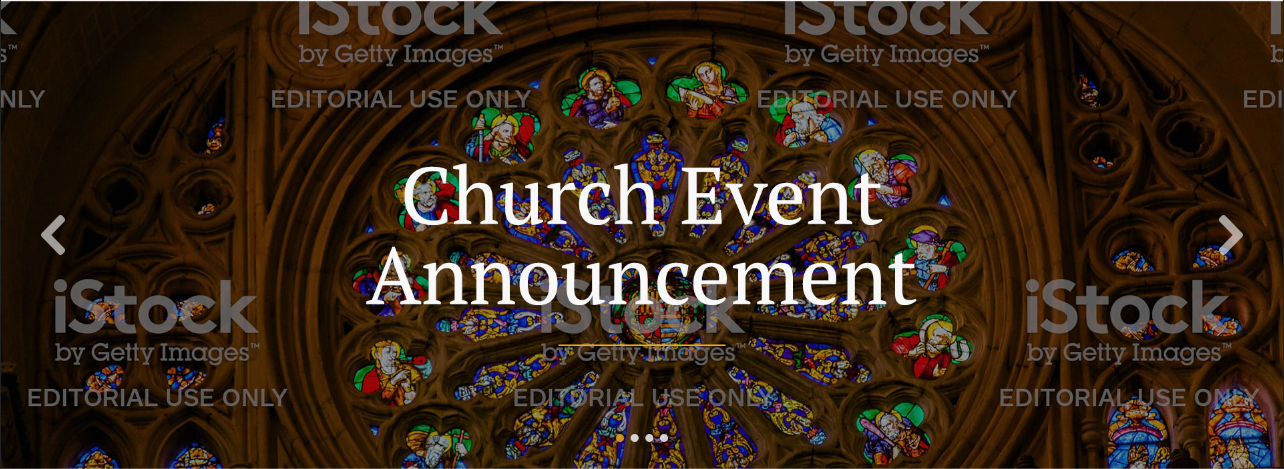 iStock iStock
by Getty Images™ by Getty Images™
EDITORIAL USE ONLY EDITORIAL USE ONLY
Church Event
Announcement
iStock iStock iStock
by Getty Images™ by Getty Images™ by Getty Images™
EDITORIAL USE ONLY EDITORIAL USE ONLY EDITORIAL USE ONLY